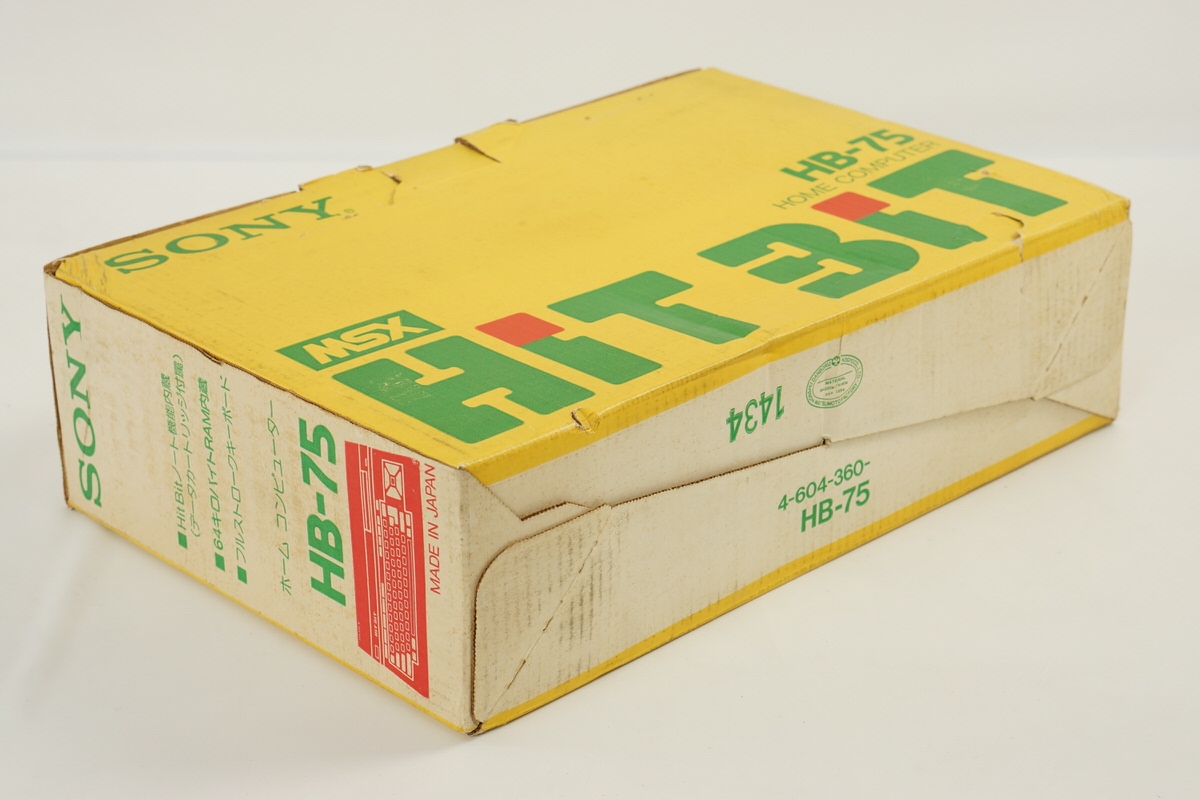 SONY
HB-75
HOME COMPUTER
MSX
HiT BiT
SONY
■HitBitノート機能内蔵
(データカートリッジ付属)
■64キロバイトRAM内蔵
■フルストロークキーボード
ホーム コンピューター
HB-75
MADE IN JAPAN
1434
4-604-360-
HB-75